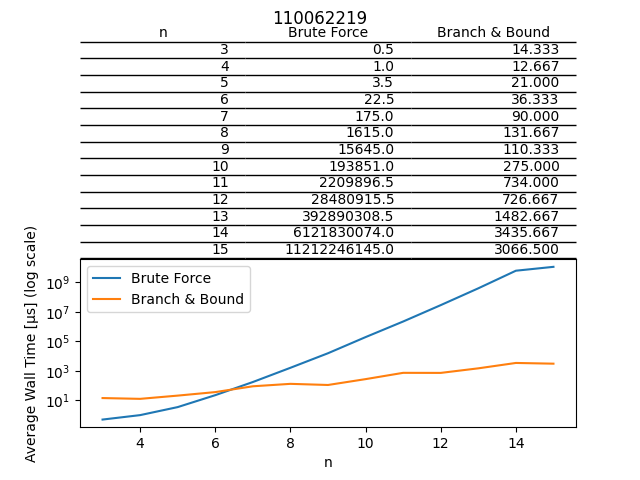 110062219
n Brute Force Branch & Bound
3 0.5 14.333
4 1.0 12.667
5 3.5 21.000
6 22.5 36.333
7 175.0 90.000
8 1615.0 131.667
9 15645.0 110.333
10 193851.0 275.000
11 2209896.5 734.000
12 28480915.5 726.667
13 392890308.5 1482.667
14 6121830074.0 3435.667
15 11212246145.0 3066.500
Average Wall Time [µs] (log scale)
Brute Force
Branch & Bound
10⁹
10⁷
10⁵
10³
10¹
4 6 8 10 12 14
n